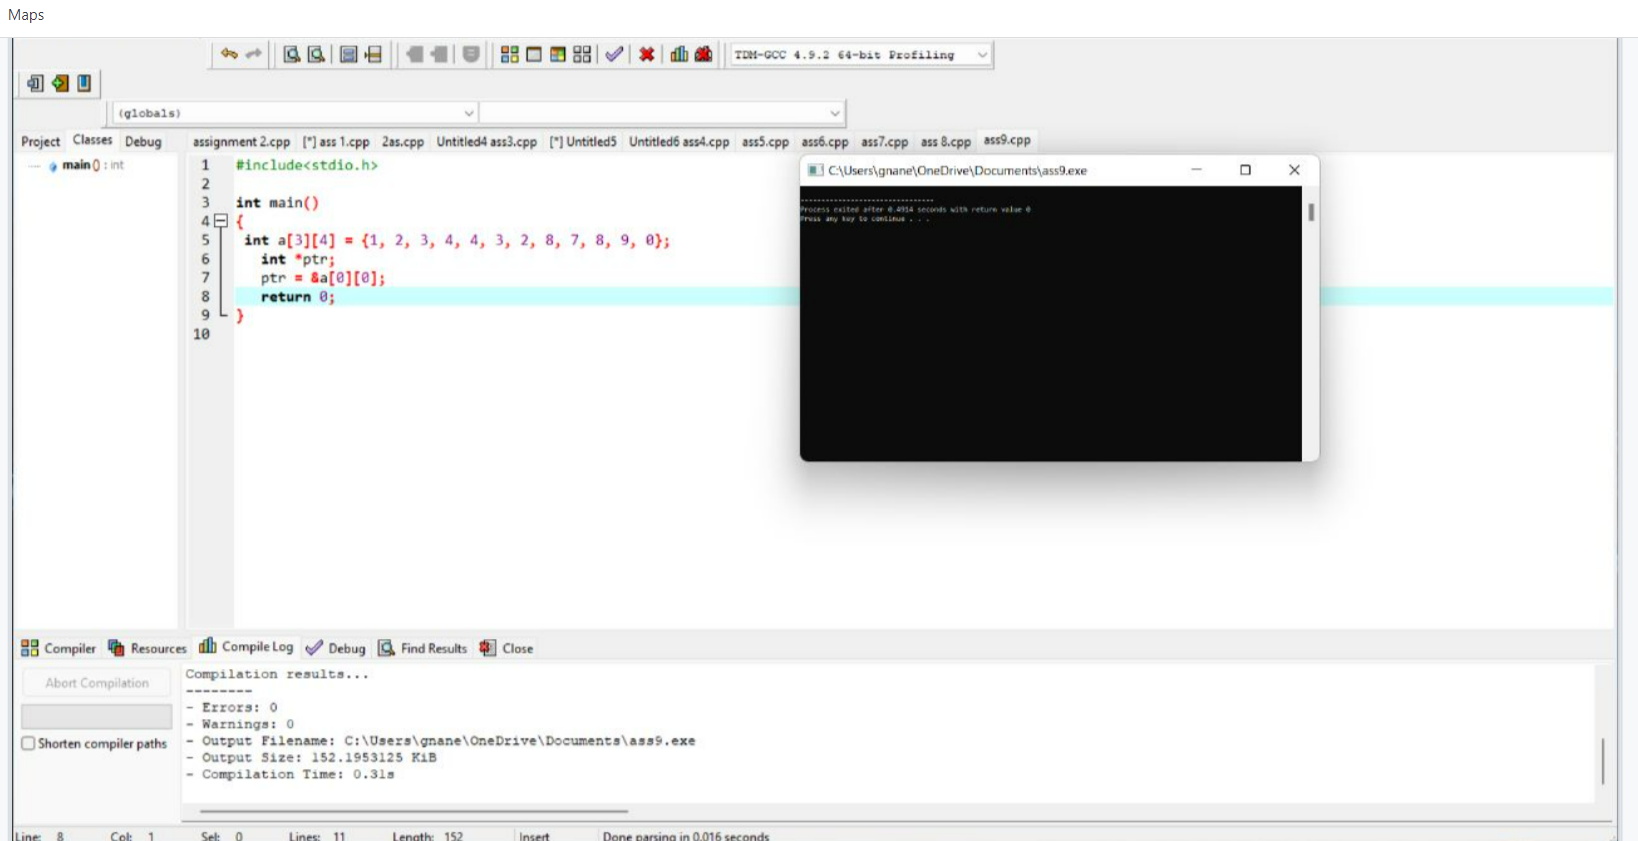 Maps
TDM-GCC 4.9.2 64-bit Profiling
(globals)
Project Classes Debug
assignment 2.cpp [*] ass 1.cpp 2as.cpp Untitled4 ass3.cpp [*] Untitled5 Untitled6 ass4.cpp ass5.cpp ass6.cpp ass7.cpp ass 8.cpp ass9.cpp
main() : int
1 #include<stdio.h>
2
3 int main()
4 {
5 int a[3][4] = {1, 2, 3, 4, 4, 3, 2, 8, 7, 8, 9, 0};
6 int *ptr;
7 ptr = &a[0][0];
8 return 0;
9 }
10
C:\Users\gnane\OneDrive\Documents\ass9.exe
--------------------------------
Process exited after 0.4914 seconds with return value 0
Press any key to continue . . .
Compiler Resources Compile Log Debug Find Results Close
Abort Compilation
Shorten compiler paths
Compilation results...
--------
- Errors: 0
- Warnings: 0
- Output Filename: C:\Users\gnane\OneDrive\Documents\ass9.exe
- Output Size: 152.1953125 KiB
- Compilation Time: 0.31s
Line: 8 Col: 1 Sel: 0 Lines: 11 Length: 152 Insert Done parsing in 0.016 seconds